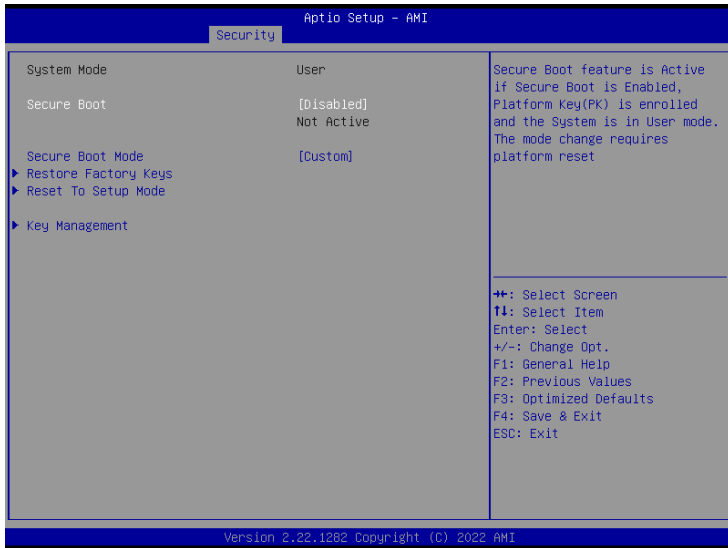 Aptio Setup - AMI
Security
System Mode User
Secure Boot [Disabled]
Not Active
Secure Boot Mode [Custom]
Restore Factory Keys
Reset To Setup Mode
Key Management
Secure Boot feature is Active
if Secure Boot is Enabled,
Platform Key(PK) is enrolled
and the System is in User mode.
The mode change requires
platform reset
→←: Select Screen
↑↓: Select Item
Enter: Select
+/-: Change Opt.
F1: General Help
F2: Previous Values
F3: Optimized Defaults
F4: Save & Exit
ESC: Exit
Version 2.22.1282 Copyright (C) 2022 AMI